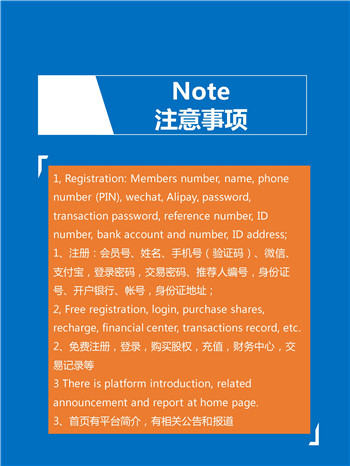 Note
注意事项
1, Registration: Members number, name, phone
number (PIN), wechat, Alipay, password,
transaction password, reference number, ID
number, bank account and number, ID address;
1、注册：会员号、姓名、手机号（验证码）、微信、
支付宝，登录密码，交易密码、推荐人编号，身份证
号、开户银行、帐号，身份证地址；
2, Free registration, login, purchase shares,
recharge, financial center, transactions record, etc.
2、免费注册，登录，购买股权，充值，财务中心，交
易记录等
3 There is platform introduction, related
announcement and report at home page.
3、首页有平台简介，有相关公告和报道